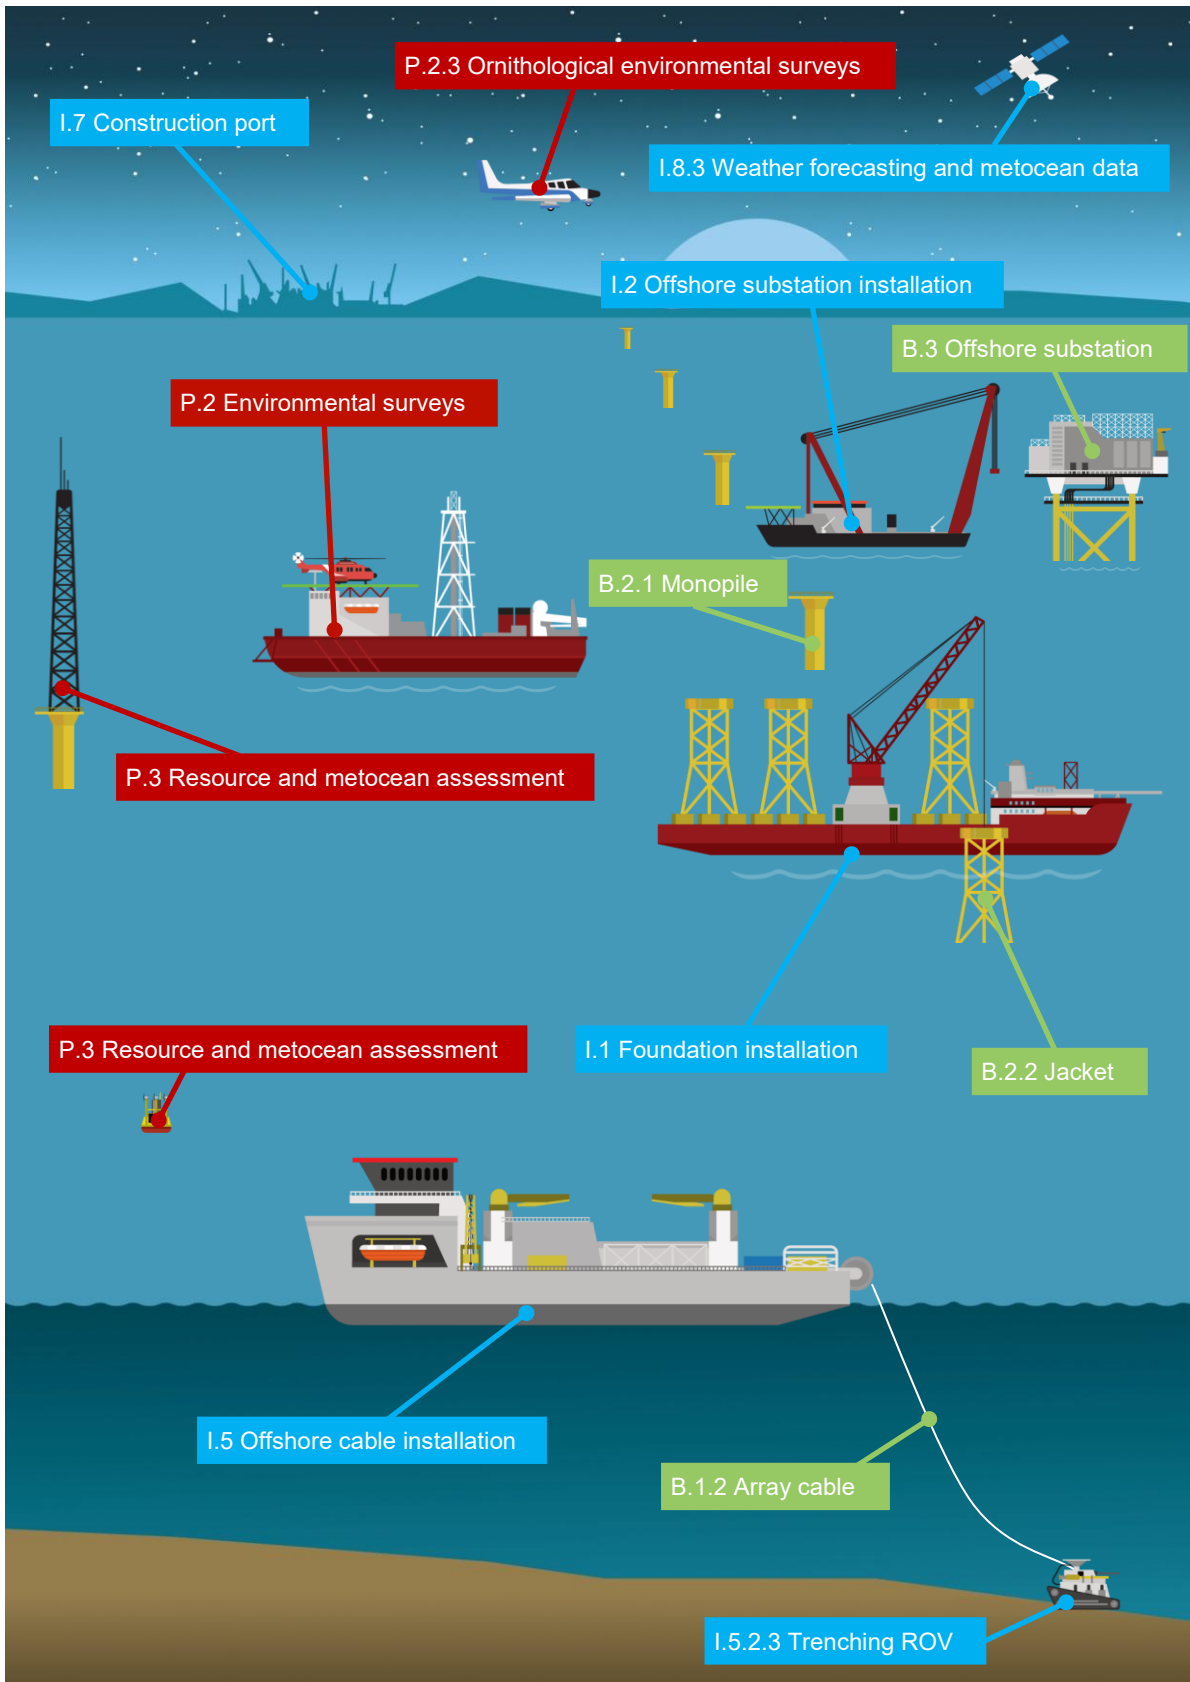 P.2.3 Ornithological environmental surveys
I.7 Construction port
I.8.3 Weather forecasting and metocean data
I.2 Offshore substation installation
B.3 Offshore substation
P.2 Environmental surveys
B.2.1 Monopile
P.3 Resource and metocean assessment
P.3 Resource and metocean assessment
I.1 Foundation installation
B.2.2 Jacket
I.5 Offshore cable installation
B.1.2 Array cable
I.5.2.3 Trenching ROV